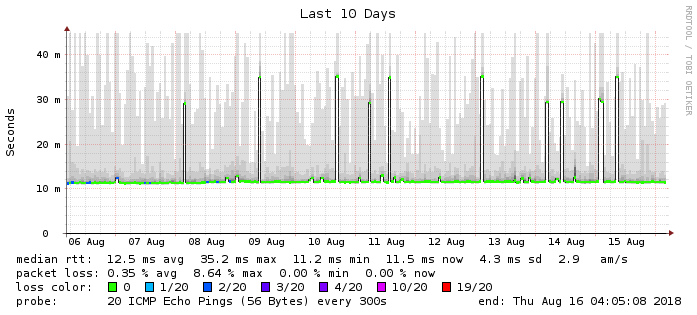 Last 10 Days
RRDTOOL / TOBI OETIKER
Seconds
40 m
30 m
20 m
10 m
0
06 Aug 07 Aug 08 Aug 09 Aug 10 Aug 11 Aug 12 Aug 13 Aug 14 Aug 15 Aug
median rtt: 12.5 ms avg 35.2 ms max 11.2 ms min 11.5 ms now 4.3 ms sd 2.9 am/s
packet loss: 0.35 % avg 8.64 % max 0.00 % min 0.00 % now
loss color: 0 1/20 2/20 3/20 4/20 10/20 19/20
probe: 20 ICMP Echo Pings (56 Bytes) every 300s end: Thu Aug 16 04:05:08 2018